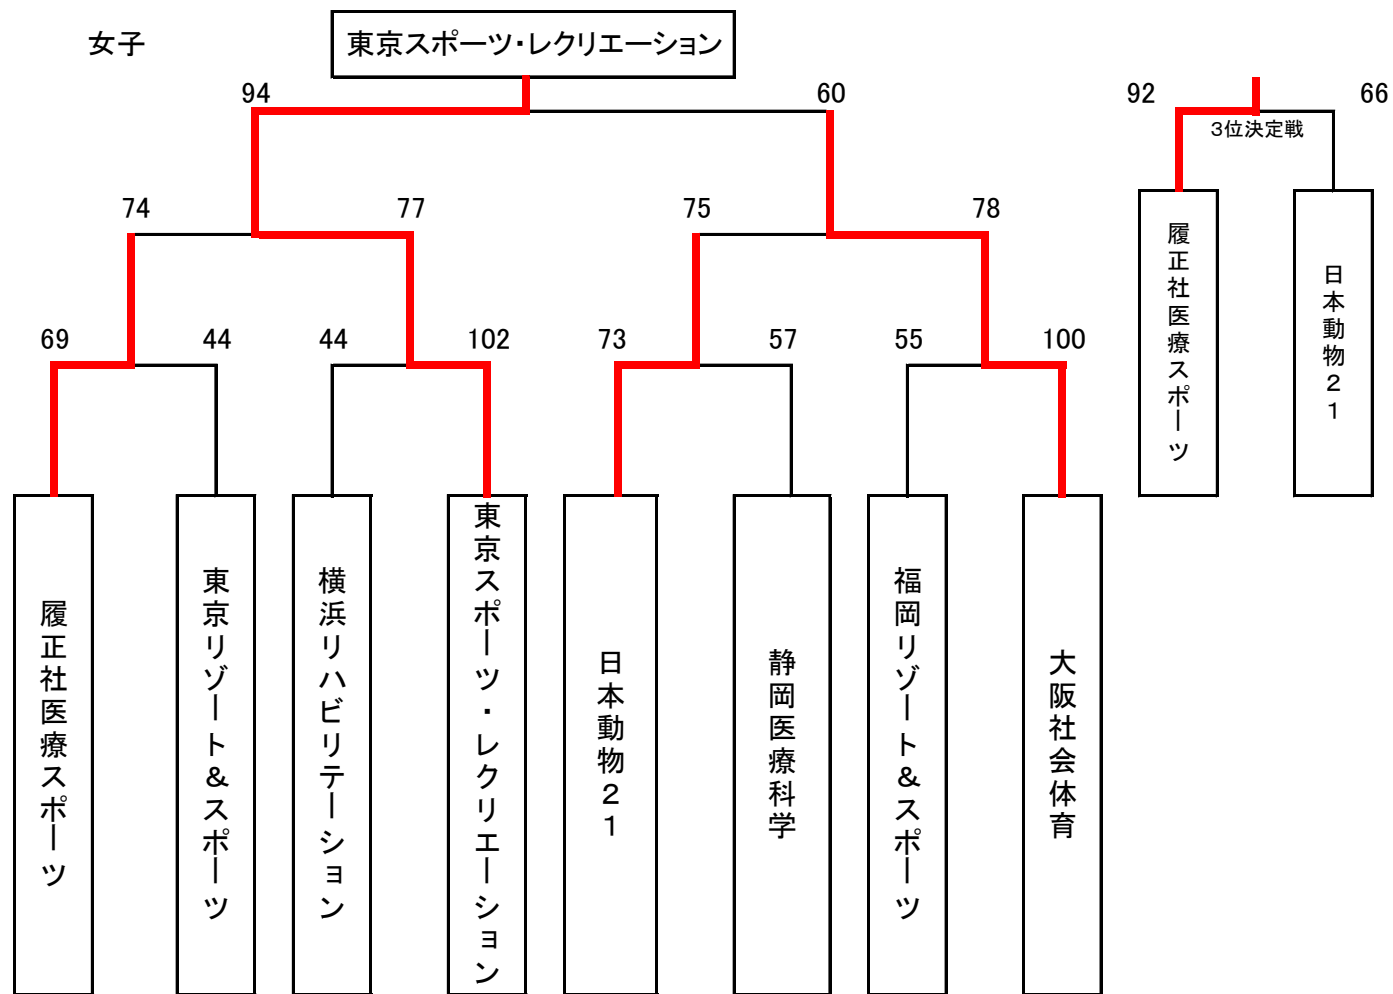 女子
東京スポーツ・レクリエーション
94
60
92
66
3位決定戦
74
77
75
78
69
44
44
102
73
57
55
100
履正社医療スポーツ
日本動物２１
履正社医療スポーツ
東京リゾート＆スポーツ
横浜リハビリテーション
東京スポーツ・レクリエーション
日本動物２１
静岡医療科学
福岡リゾート＆スポーツ
大阪社会体育